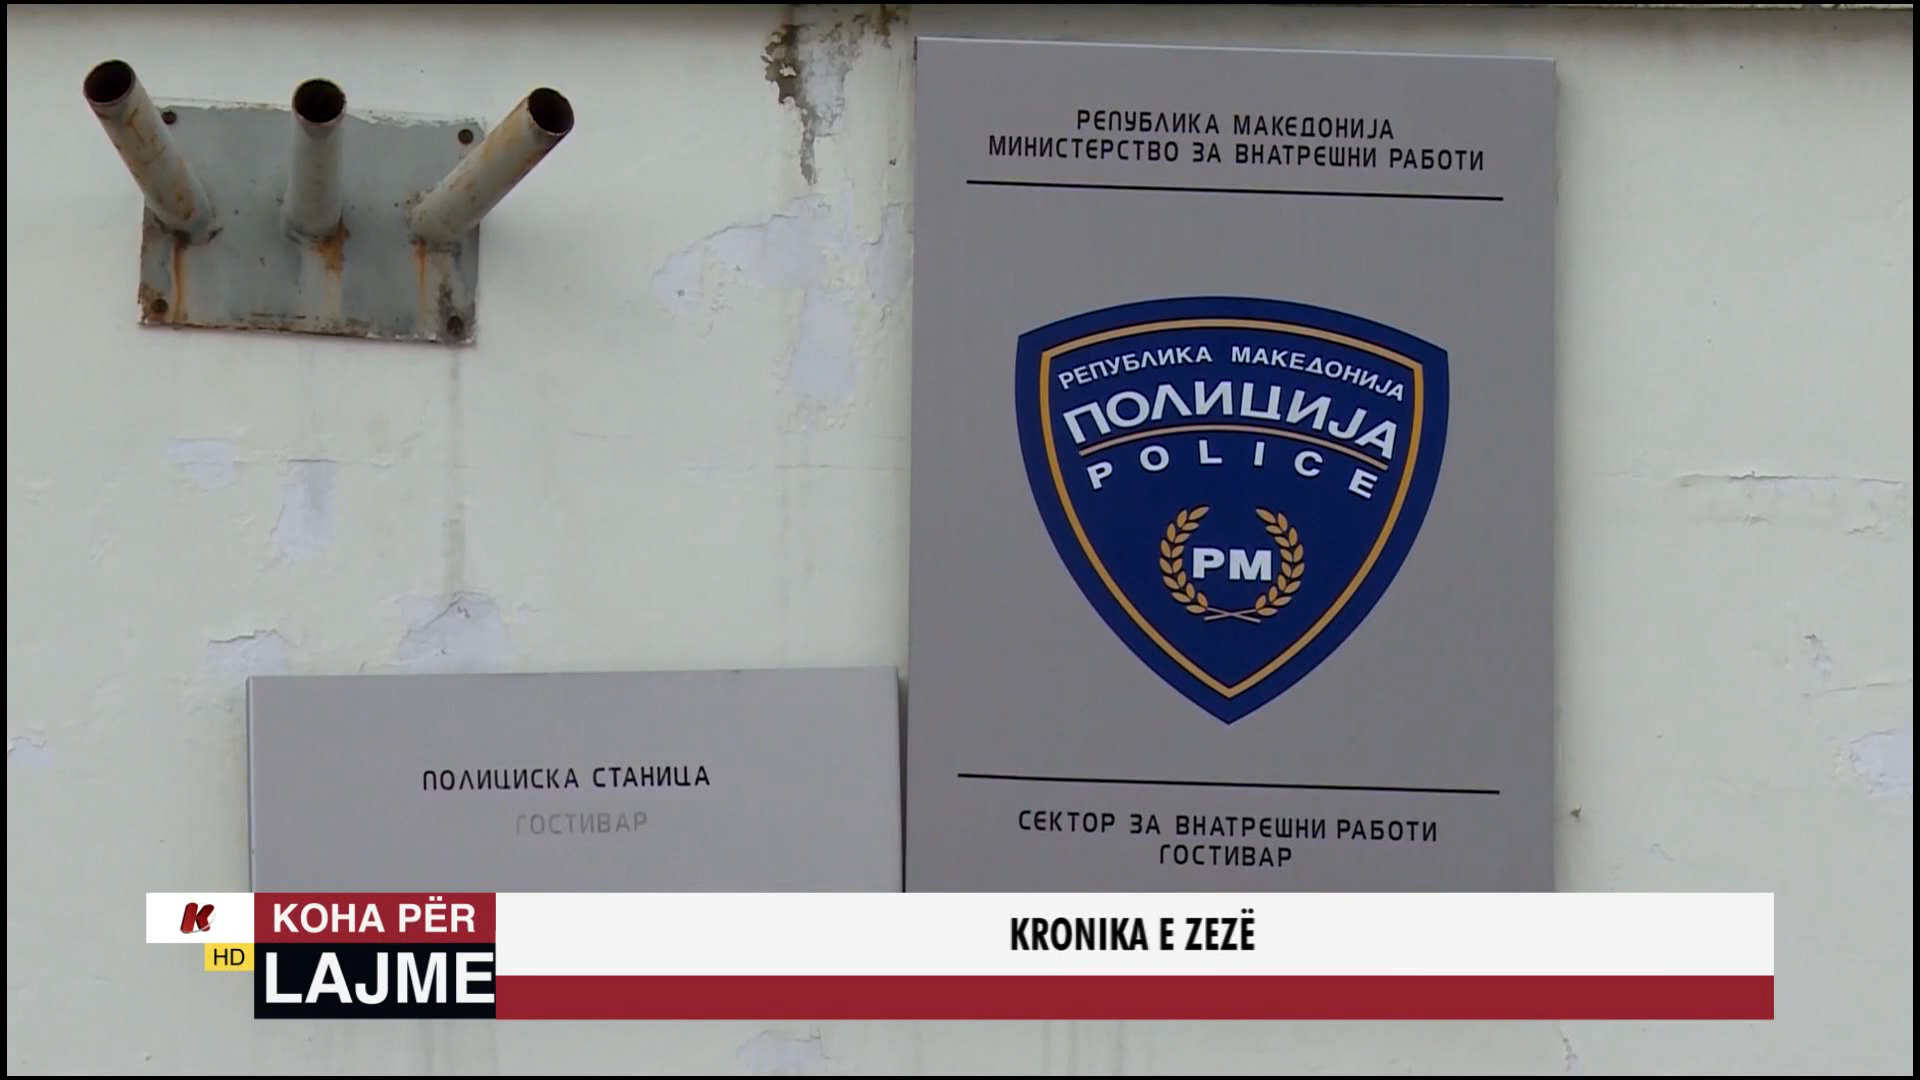 РЕПУБЛИКА МАКЕДОНИЈА
МИНИСТЕРСТВО ЗА ВНАТРЕШНИ РАБОТИ
РЕПУБЛИКА МАКЕДОНИЈА
ПОЛИЦИЈА
POLICE
РМ
СЕКТОР ЗА ВНАТРЕШНИ РАБОТИ
ГОСТИВАР
ПОЛИЦИСКА СТАНИЦА
ГОСТИВАР
K
HD
KOHA PËR
LAJME
KRONIKA E ZEZË